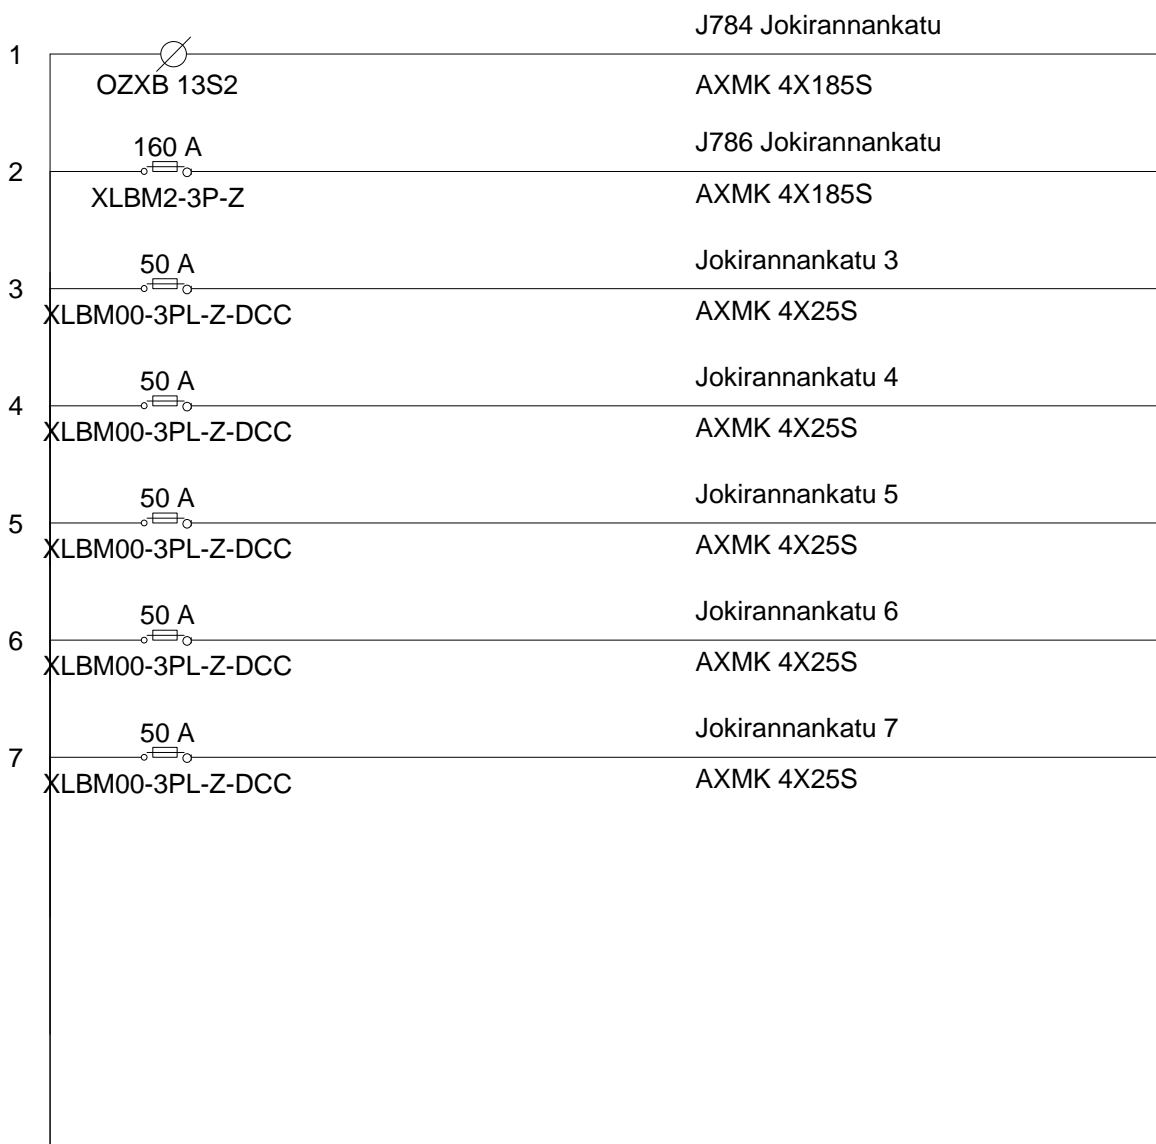 J784 Jokirannankatu
1
OZXB 13S2
AXMK 4X185S
160 A
J786 Jokirannankatu
2
XLBM2-3P-Z
AXMK 4X185S
50 A
Jokirannankatu 3
3
XLBM00-3PL-Z-DCC
AXMK 4X25S
50 A
Jokirannankatu 4
4
XLBM00-3PL-Z-DCC
AXMK 4X25S
50 A
Jokirannankatu 5
5
XLBM00-3PL-Z-DCC
AXMK 4X25S
50 A
Jokirannankatu 6
6
XLBM00-3PL-Z-DCC
AXMK 4X25S
50 A
Jokirannankatu 7
7
XLBM00-3PL-Z-DCC
AXMK 4X25S